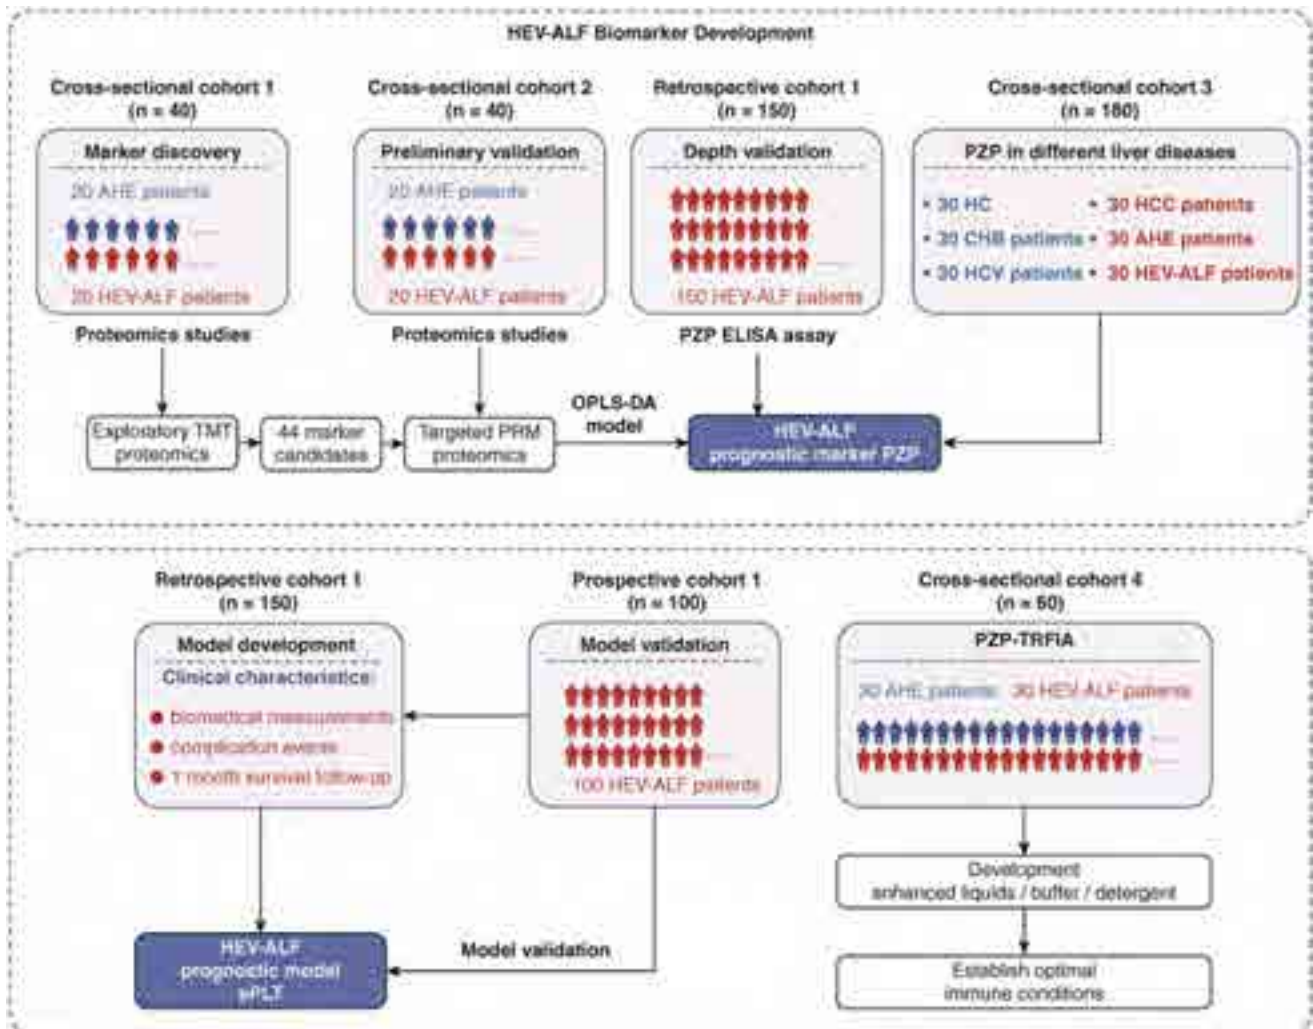 HEV-ALF Biomarker Development
Cross-sectional cohort 1
(n = 40)
Marker discovery
20 AHE patients
20 HEV-ALF patients
Proteomics studies
Cross-sectional cohort 2
(n = 40)
Preliminary validation
20 AHE patients
20 HEV-ALF patients
Proteomics studies
Retrospective cohort 1
(n = 150)
Depth validation
150 HEV-ALF patients
PZP ELISA assay
Cross-sectional cohort 3
(n = 180)
PZP in different liver diseases
• 30 HC
• 30 CHB patients
• 30 HCV patients
• 30 HCC patients
• 30 AHE patients
• 30 HEV-ALF patients
Exploratory TMT
proteomics
44 marker
candidates
Targeted PRM
proteomics
OPLS-DA
model
HEV-ALF
prognostic marker PZP
Retrospective cohort 1
(n = 150)
Model development
Clinical characteristics:
● biomedical measurements
● complication events
● 1 month survival follow-up
Prospective cohort 1
(n = 100)
Model validation
100 HEV-ALF patients
Cross-sectional cohort 4
(n = 60)
PZP-TRFIA
30 AHE patients 30 HEV-ALF patients
Development
enhanced liquids / buffer / detergent
Establish optimal
immune conditions
HEV-ALF
prognostic model
Model validation